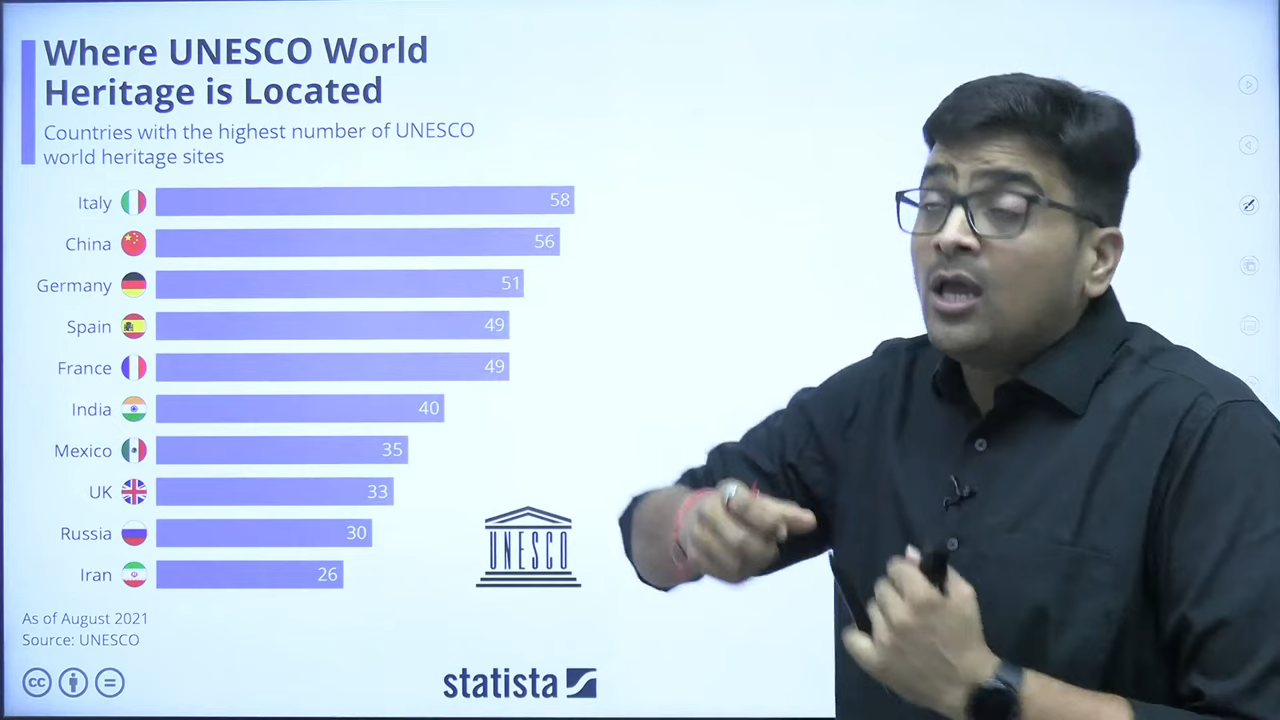 Where UNESCO World
Heritage is Located
Countries with the highest number of UNESCO
world heritage sites
Italy 58
China 56
Germany 51
Spain 49
France 49
India 40
Mexico 35
UK 33
Russia 30
Iran 26
UNESCO
As of August 2021
Source: UNESCO
cc
statista